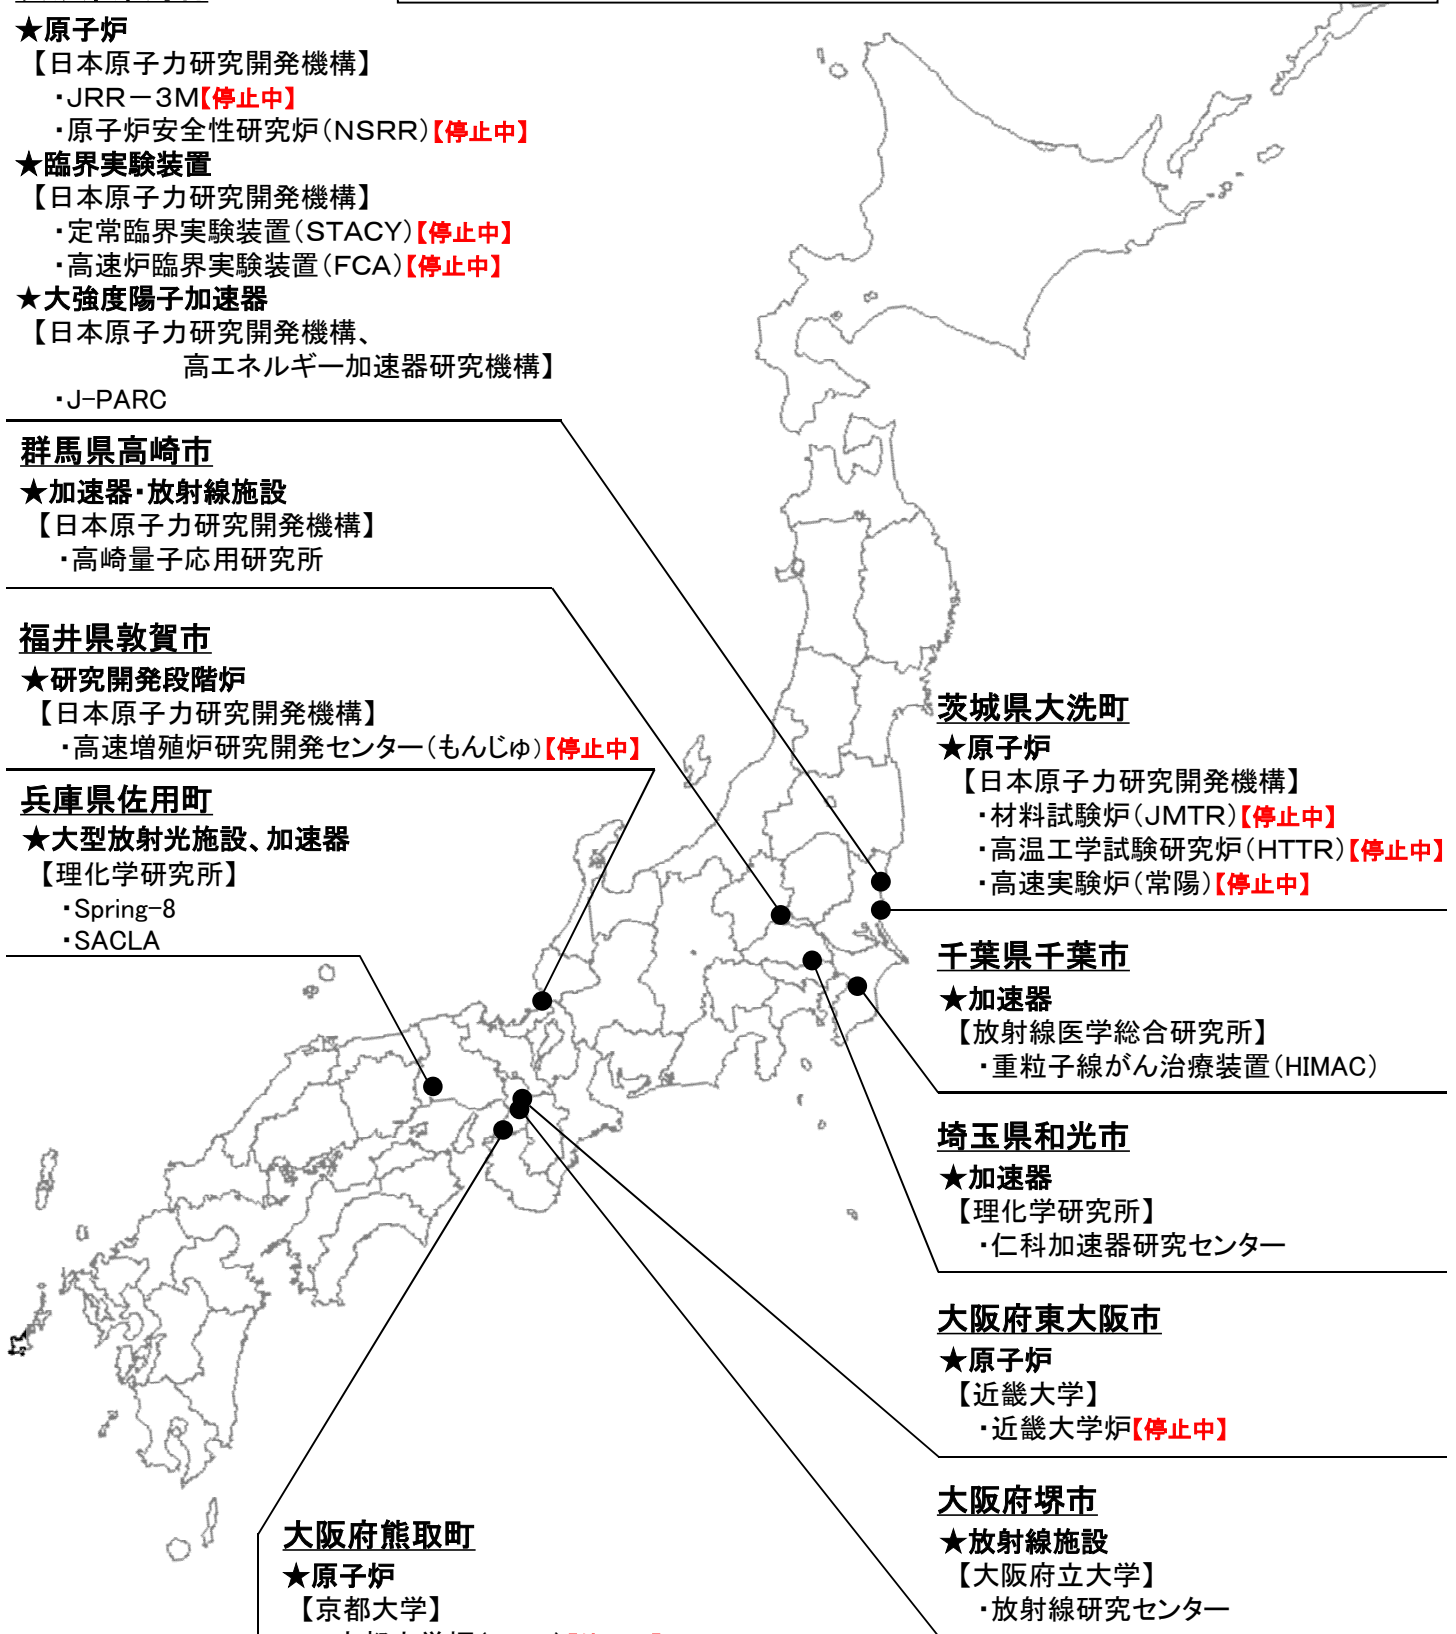 ★原子炉
【日本原子力研究開発機構】
・JRR－3M【停止中】
・原子炉安全性研究炉(NSRR)【停止中】
★臨界実験装置
【日本原子力研究開発機構】
・定常臨界実験装置(STACY)【停止中】
・高速炉臨界実験装置(FCA)【停止中】
★大強度陽子加速器
【日本原子力研究開発機構、
高エネルギー加速器研究機構】
・J-PARC
群馬県高崎市
★加速器・放射線施設
【日本原子力研究開発機構】
・高崎量子応用研究所
福井県敦賀市
★研究開発段階炉
【日本原子力研究開発機構】
・高速増殖炉研究開発センター(もんじゅ)【停止中】
兵庫県佐用町
★大型放射光施設、加速器
【理化学研究所】
・Spring-8
・SACLA
茨城県大洗町
★原子炉
【日本原子力研究開発機構】
・材料試験炉(JMTR)【停止中】
・高温工学試験研究炉(HTTR)【停止中】
・高速実験炉(常陽)【停止中】
千葉県千葉市
★加速器
【放射線医学総合研究所】
・重粒子線がん治療装置(HIMAC)
埼玉県和光市
★加速器
【理化学研究所】
・仁科加速器研究センター
大阪府東大阪市
★原子炉
【近畿大学】
・近畿大学炉【停止中】
大阪府堺市
★放射線施設
【大阪府立大学】
・放射線研究センター
大阪府熊取町
★原子炉
【京都大学】